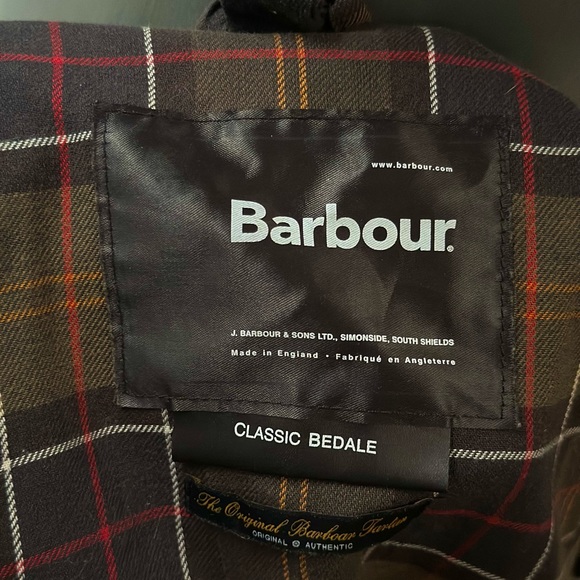 www.barbour.com
Barbour.
J. BARBOUR & SONS LTD., SIMONSIDE, SOUTH SHIELDS
Made in England • Fabriqué en Angleterre
CLASSIC BEDALE
The Original Barbour Tartan
ORIGINAL AUTHENTIC